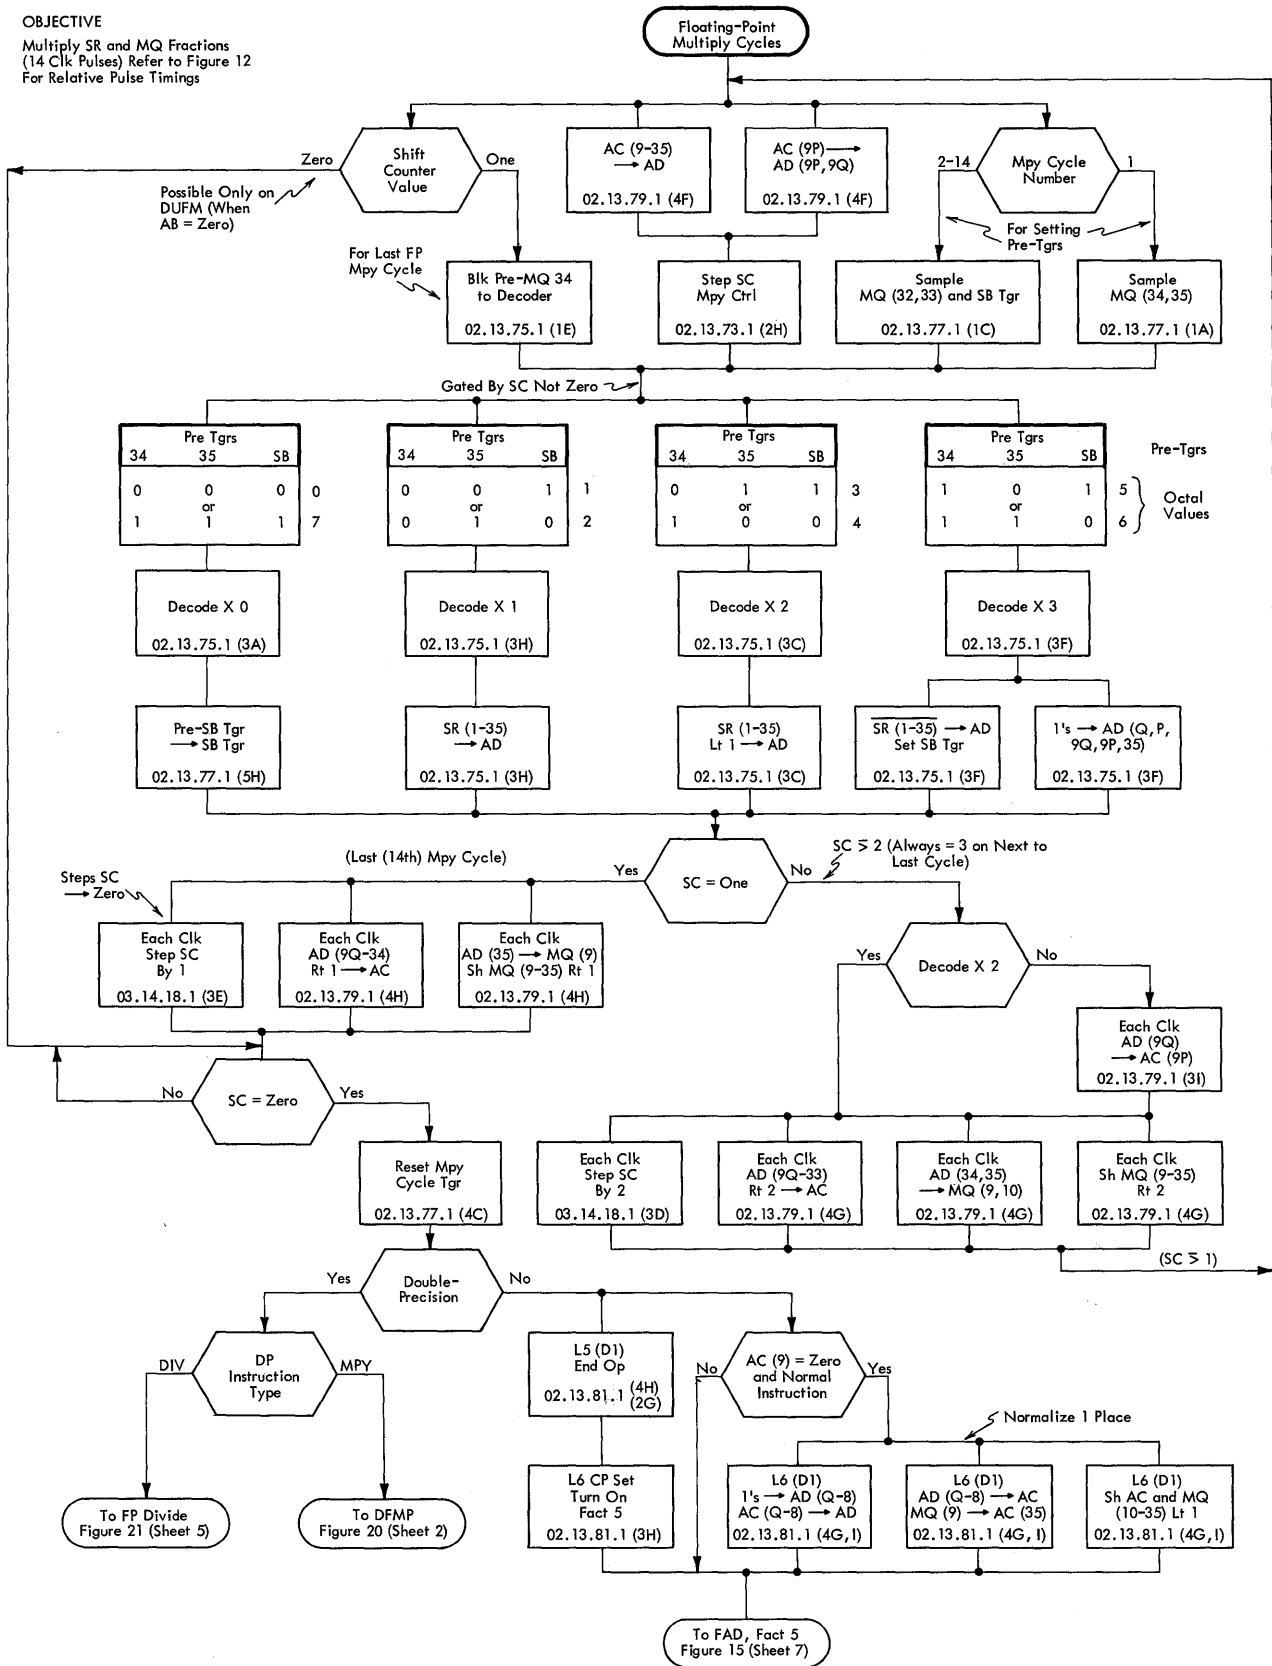 OBJECTIVE
Multiply SR and MQ Fractions
(14 Clk Pulses) Refer to Figure 12
For Relative Pulse Timings
Floating-Point
Multiply Cycles
Shift
Counter
Value
Zero
One
Possible Only on
DUFM (When
AB = Zero)
AC (9-35)
→ AD
02.13.79.1 (4F)
AC (9P) →
AD (9P, 9Q)
02.13.79.1 (4F)
Mpy Cycle
Number
2-14
1
For Setting
Pre-Tgrs
For Last FP
Mpy Cycle
Blk Pre-MQ 34
to Decoder
02.13.75.1 (1E)
Step SC
Mpy Ctrl
02.13.73.1 (2H)
Sample
MQ (32,33) and SB Tgr
02.13.77.1 (1C)
Sample
MQ (34,35)
02.13.77.1 (1A)
Gated By SC Not Zero
Pre Tgrs
34 35 SB
0 0 0 0
or
1 1 1 7
Pre Tgrs
34 35 SB
0 0 1 1
or
0 1 0 2
Pre Tgrs
34 35 SB
0 1 1 3
or
1 0 0 4
Pre Tgrs
34 35 SB
1 0 1 5
or
1 1 0 6
Pre-Tgrs
Octal
Values
Decode X 0
02.13.75.1 (3A)
Decode X 1
02.13.75.1 (3H)
Decode X 2
02.13.75.1 (3C)
Decode X 3
02.13.75.1 (3F)
Pre-SB Tgr
→ SB Tgr
02.13.77.1 (5H)
SR (1-35)
→ AD
02.13.75.1 (3H)
SR (1-35)
Lt 1 → AD
02.13.75.1 (3C)
SR (1-35) → AD
Set SB Tgr
02.13.75.1 (3F)
1's → AD (Q, P,
9Q, 9P, 35)
02.13.75.1 (3F)
(Last (14th) Mpy Cycle)
Yes
SC = One
No
SC ≥ 2 (Always = 3 on Next to
Last Cycle)
Steps SC
→ Zero
Each Clk
Step SC
By 1
03.14.18.1 (3E)
Each Clk
AD (9Q-34)
Rt 1 → AC
02.13.79.1 (4H)
Each Clk
AD (35) → MQ (9)
Sh MQ (9-35) Rt 1
02.13.79.1 (4H)
Yes
Decode X 2
No
Each Clk
AD (9Q)
→ AC (9P)
02.13.79.1 (3I)
No
SC = Zero
Yes
Reset Mpy
Cycle Tgr
02.13.77.1 (4C)
Each Clk
Step SC
By 2
03.14.18.1 (3D)
Each Clk
AD (9Q-33)
Rt 2 → AC
02.13.79.1 (4G)
Each Clk
AD (34,35)
→ MQ (9,10)
02.13.79.1 (4G)
Each Clk
Sh MQ (9-35)
Rt 2
02.13.79.1 (4G)
(SC ≥ 1)
Yes
Double-
Precision
No
DIV
DP
Instruction
Type
MPY
L5 (D1)
End Op
02.13.81.1 (4H)
(2G)
No
AC (9) = Zero
and Normal
Instruction
Yes
Normalize 1 Place
To FP Divide
Figure 21 (Sheet 5)
To DFMP
Figure 20 (Sheet 2)
L6 CP Set
Turn On
Fact 5
02.13.81.1 (3H)
L6 (D1)
1's → AD (Q-8)
AC (Q-8) → AD
02.13.81.1 (4G, I)
L6 (D1)
AD (Q-8) → AC
MQ (9) → AC (35)
02.13.81.1 (4G, I)
L6 (D1)
Sh AC and MQ
(10-35) Lt 1
02.13.81.1 (4G, I)
To FAD, Fact 5
Figure 15 (Sheet 7)